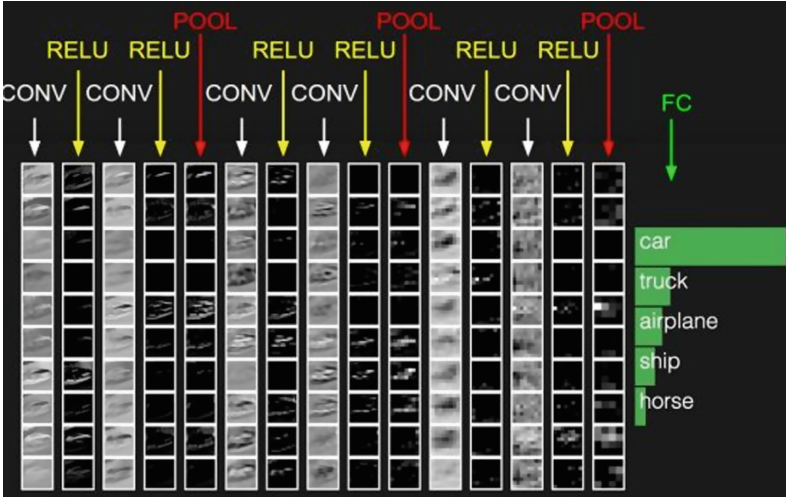 POOL POOL POOL
RELU RELU RELU RELU RELU RELU
CONV CONV CONV CONV CONV CONV
FC
car
truck
airplane
ship
horse